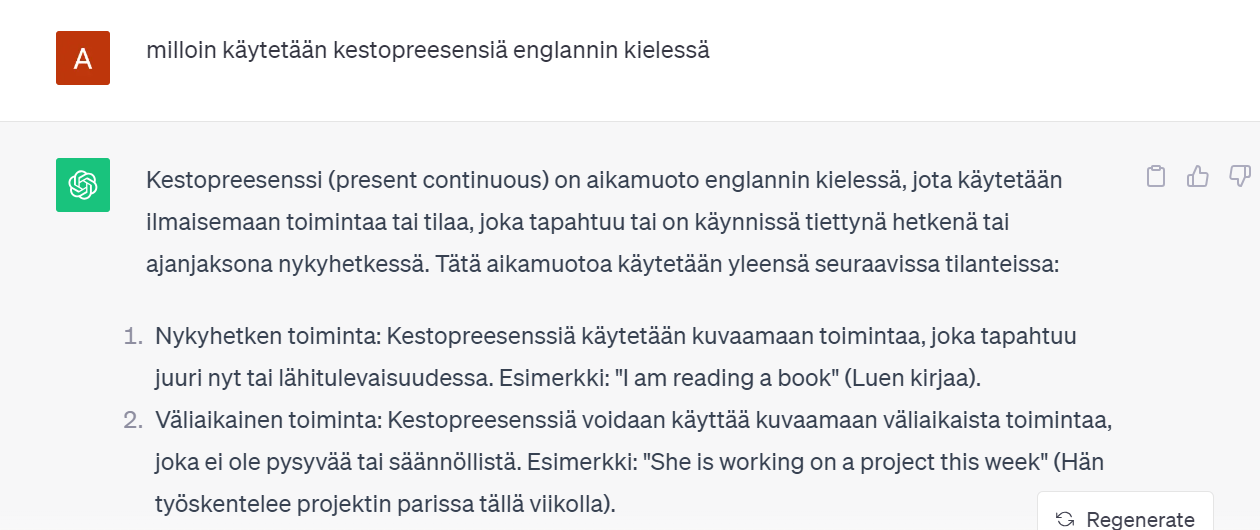 A
milloin käytetään kestopreesensiä englannin kielessä
Kestopreesenssi (present continuous) on aikamuoto englannin kielessä, jota käytetään
ilmaisemaan toimintaa tai tilaa, joka tapahtuu tai on käynnissä tiettynä hetkenä tai
ajanjaksona nykyhetkessä. Tätä aikamuotoa käytetään yleensä seuraavissa tilanteissa:
1. Nykyhetken toiminta: Kestopreesenssiä käytetään kuvaamaan toimintaa, joka tapahtuu
juuri nyt tai lähitulevaisuudessa. Esimerkki: "I am reading a book" (Luen kirjaa).
2. Väliaikainen toiminta: Kestopreesenssiä voidaan käyttää kuvaamaan väliaikaista toimintaa,
joka ei ole pysyvää tai säännöllistä. Esimerkki: "She is working on a project this week" (Hän
työskentelee projektin parissa tällä viikolla).
Regenerate